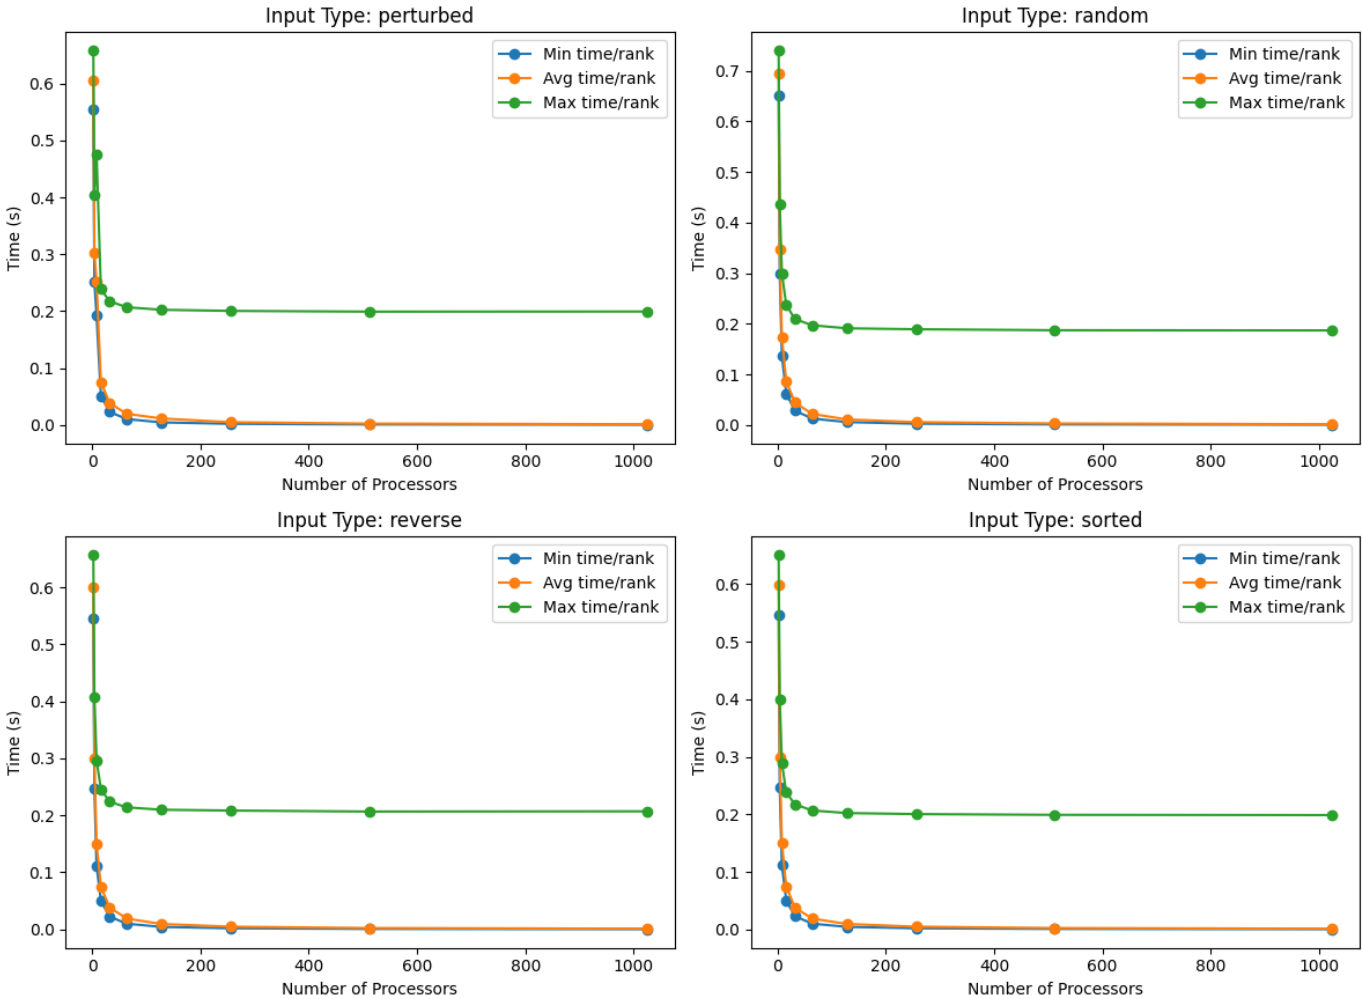 Input Type: perturbed
Time (s)
0.6
0.5
0.4
0.3
0.2
0.1
0.0
Min time/rank
Avg time/rank
Max time/rank
0 200 400 600 800 1000
Number of Processors
Input Type: random
Time (s)
0.7
0.6
0.5
0.4
0.3
0.2
0.1
0.0
Min time/rank
Avg time/rank
Max time/rank
0 200 400 600 800 1000
Number of Processors
Input Type: reverse
Time (s)
0.6
0.5
0.4
0.3
0.2
0.1
0.0
Min time/rank
Avg time/rank
Max time/rank
0 200 400 600 800 1000
Number of Processors
Input Type: sorted
Time (s)
0.6
0.5
0.4
0.3
0.2
0.1
0.0
Min time/rank
Avg time/rank
Max time/rank
0 200 400 600 800 1000
Number of Processors